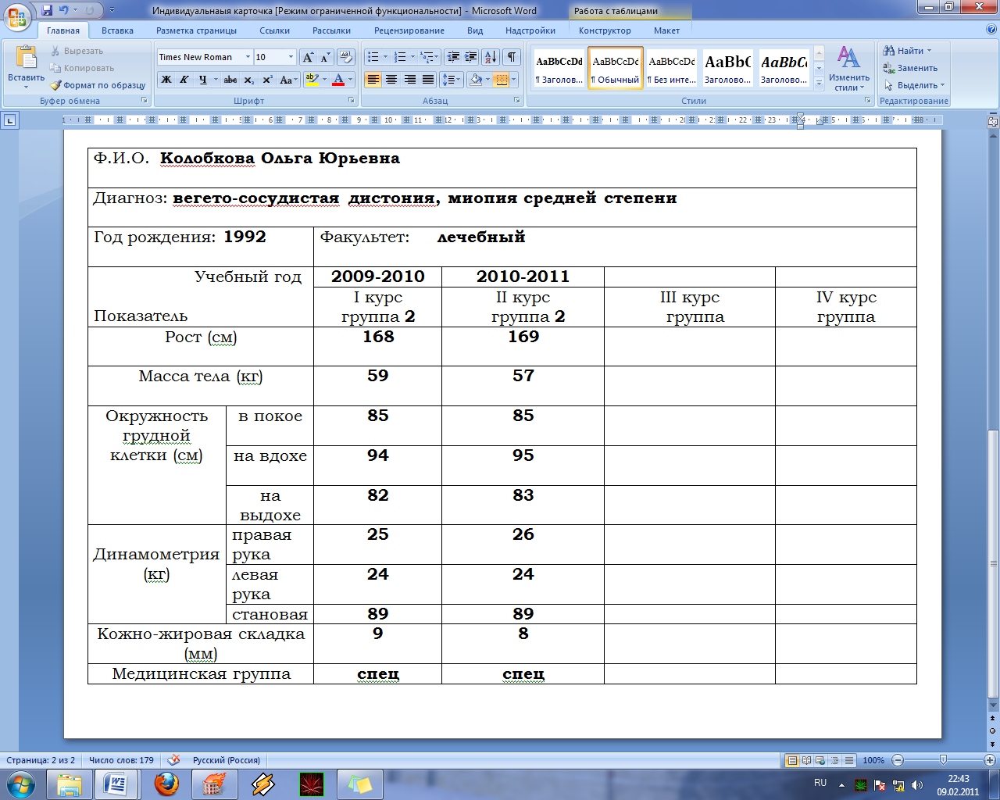 Индивидуальныя карточка [Режим ограниченной функциональности] - Microsoft Word
Работа с таблицами
Главная Вставка Разметка страницы Ссылки Рассылки Рецензирование Вид Надстройки Конструктор Макет
Вставить
Вырезать
Копировать
Формат по образцу
Буфер обмена
Times New Roman 10
Ж К Ч abc x₂ x² Aa
Шрифт
Абзац
AaBbCcDd AaBbCcDd AaBbCcDd AaBbC AaBbCc
¶ Заголов... ¶ Обычный ¶ Без инте... Заголово... Заголово...
Изменить стили
Стили
Найти
Заменить
Выделить
Редактирование
Ф.И.О. Колобкова Ольга Юрьевна
Диагноз: вегето-сосудистая дистония, миопия средней степени
Год рождения: 1992 Факультет: лечебный
Учебный год 2009-2010 2010-2011
Показатель
I курс II курс III курс IV курс
группа 2 группа 2 группа группа
Рост (см) 168 169
Масса тела (кг) 59 57
Окружность грудной клетки (см)
в покое 85 85
на вдохе 94 95
на выдохе 82 83
Динамометрия (кг)
правая рука 25 26
левая рука 24 24
становая 89 89
Кожно-жировая складка (мм) 9 8
Медицинская группа спец спец
Страница: 2 из 2 Число слов: 179 Русский (Россия) 100%
RU 22:43
09.02.2011